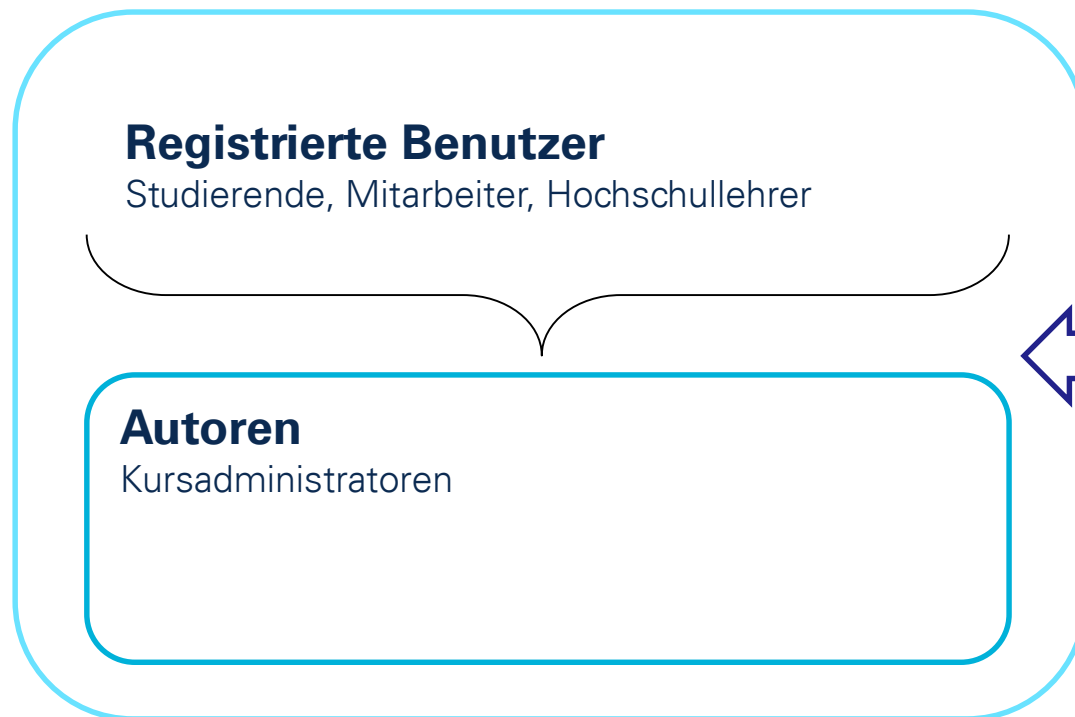 Registrierte Benutzer
Studierende, Mitarbeiter, Hochschullehrer
Autoren
Kursadministratoren